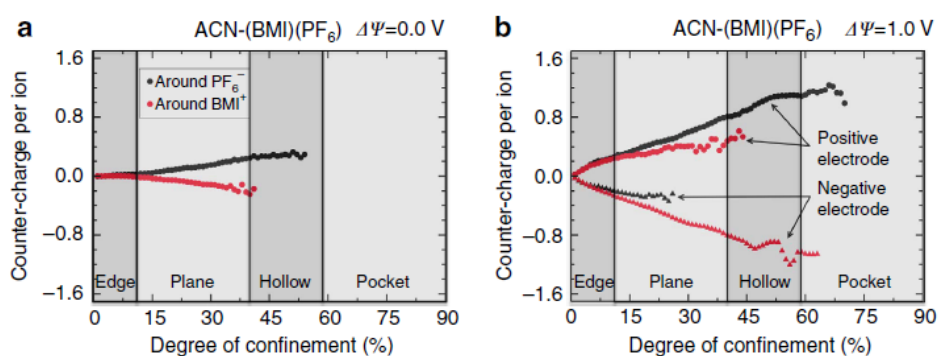 a ACN-(BMI)(PF₆) ΔΨ=0.0 V
1.6
0.8
0.0
−0.8
−1.6
Counter-charge per ion
Around PF₆⁻
Around BMI⁺
Edge Plane Hollow Pocket
0 15 30 45 60 75 90
Degree of confinement (%)
b ACN-(BMI)(PF₆) ΔΨ=1.0 V
1.6
0.8
0.0
−0.8
−1.6
Counter-charge per ion
Positive
electrode
Negative
electrode
Edge Plane Hollow Pocket
0 15 30 45 60 75 90
Degree of confinement (%)